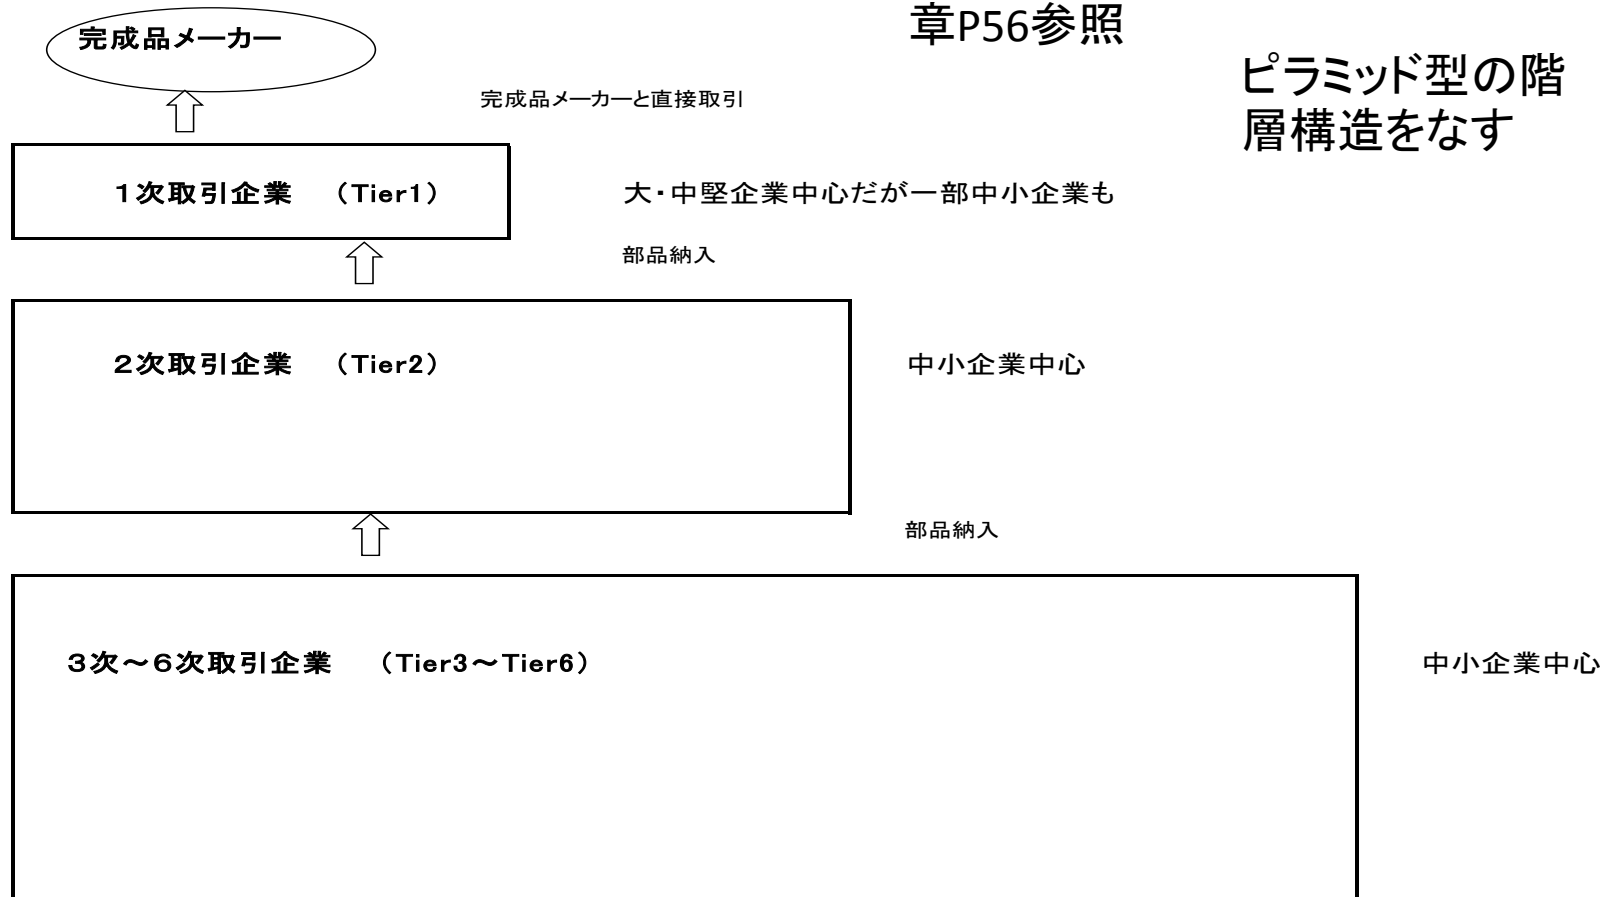 章P56参照
完成品メーカー
ピラミッド型の階
層構造をなす
完成品メーカーと直接取引
1次取引企業　（Tier1）
大・中堅企業中心だが一部中小企業も
部品納入
2次取引企業　（Tier2）
中小企業中心
部品納入
3次～6次取引企業　（Tier3～Tier6）
中小企業中心